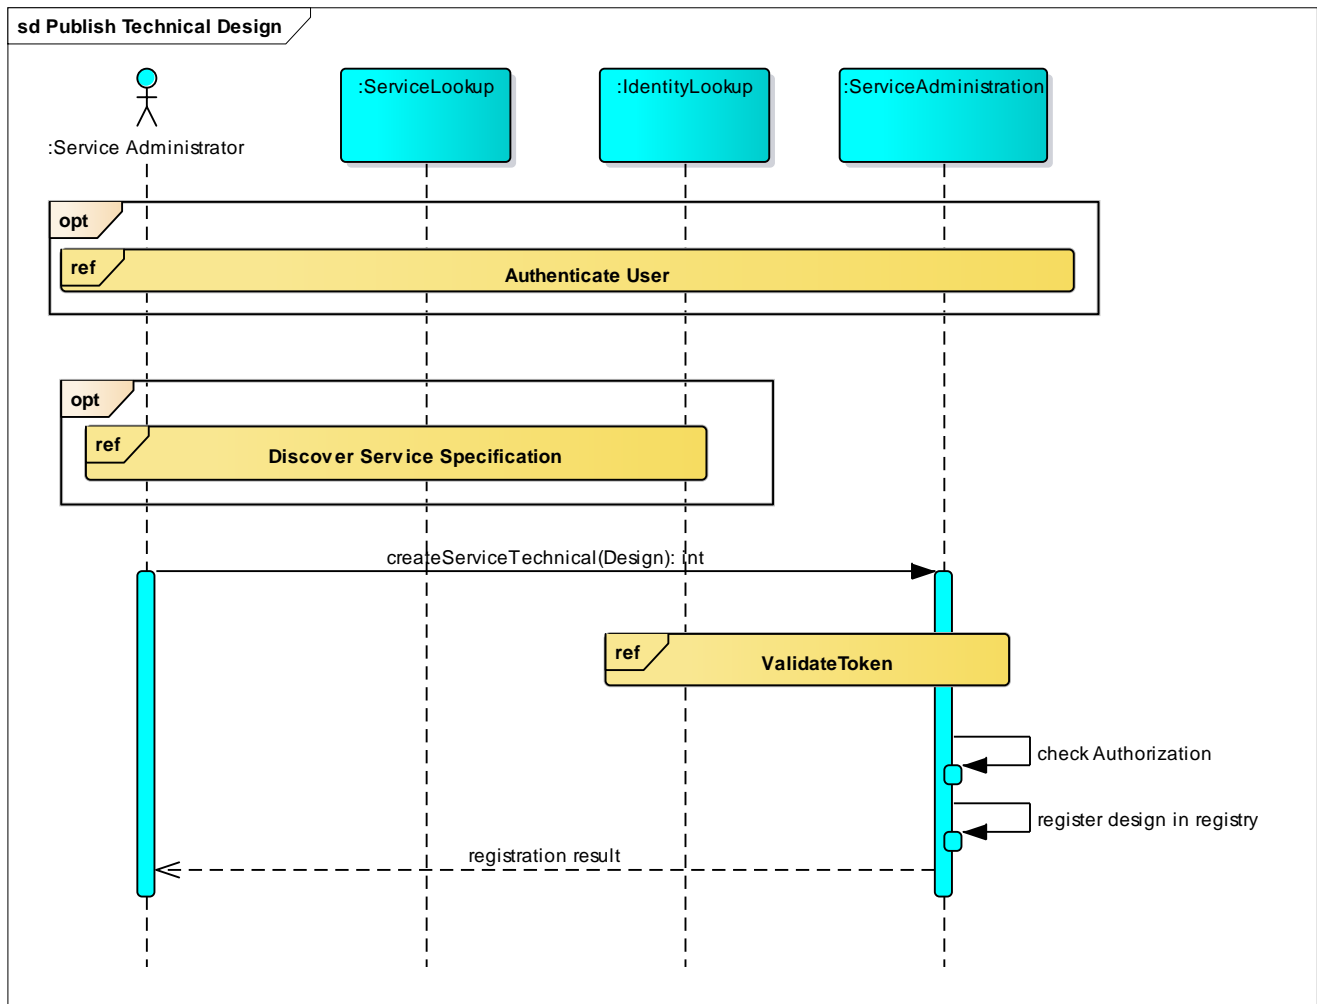 sd Publish Technical Design
:Service Administrator
:ServiceLookup
:IdentityLookup
:ServiceAdministration
opt
ref
Authenticate User
opt
ref
Discover Service Specification
createServiceTechnical(Design): int
ref
ValidateToken
check Authorization
register design in registry
registration result